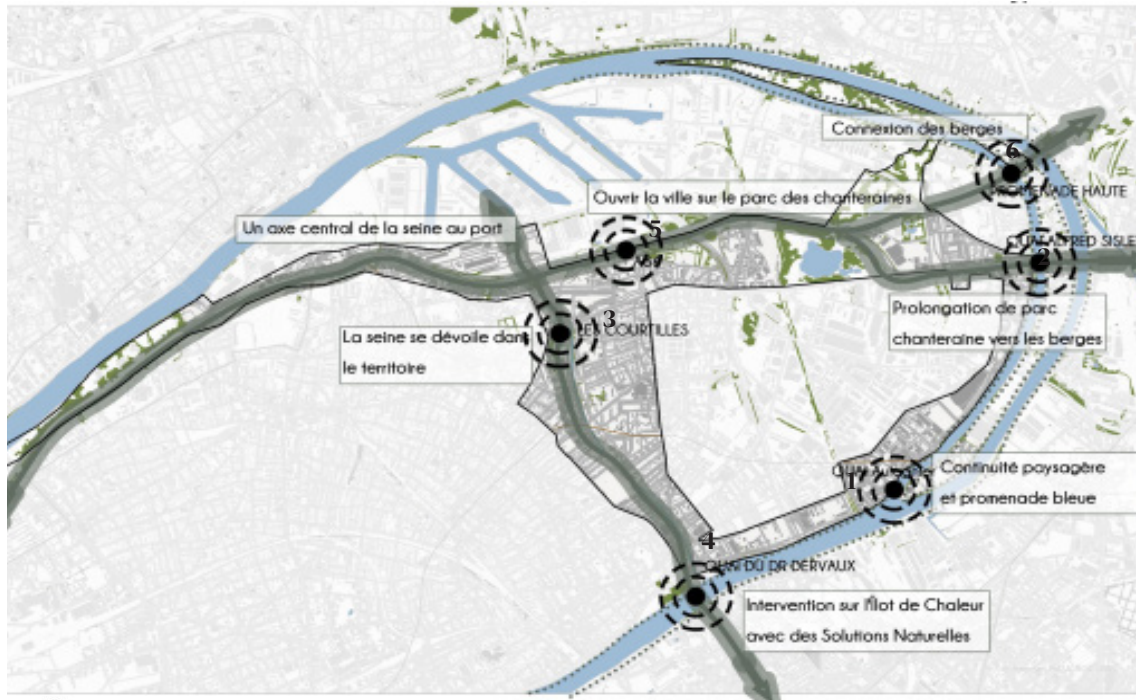 Connexion des berges
6
PROMENADE HAUTE
Ouvrir la ville sur le parc des chanteraines
Un axe central de la seine au port
5
QUAI ALFRED SISLE
2
3
LES COURTILLES
La seine se dévoile dans
le territoire
Prolongation de parc
chanteraine vers les berges
QUAI
1
Continuité paysagère
et promenade bleue
4
QUAI DU DR DERVAUX
Intervention sur l'îlot de Chaleur
avec des Solutions Naturelles